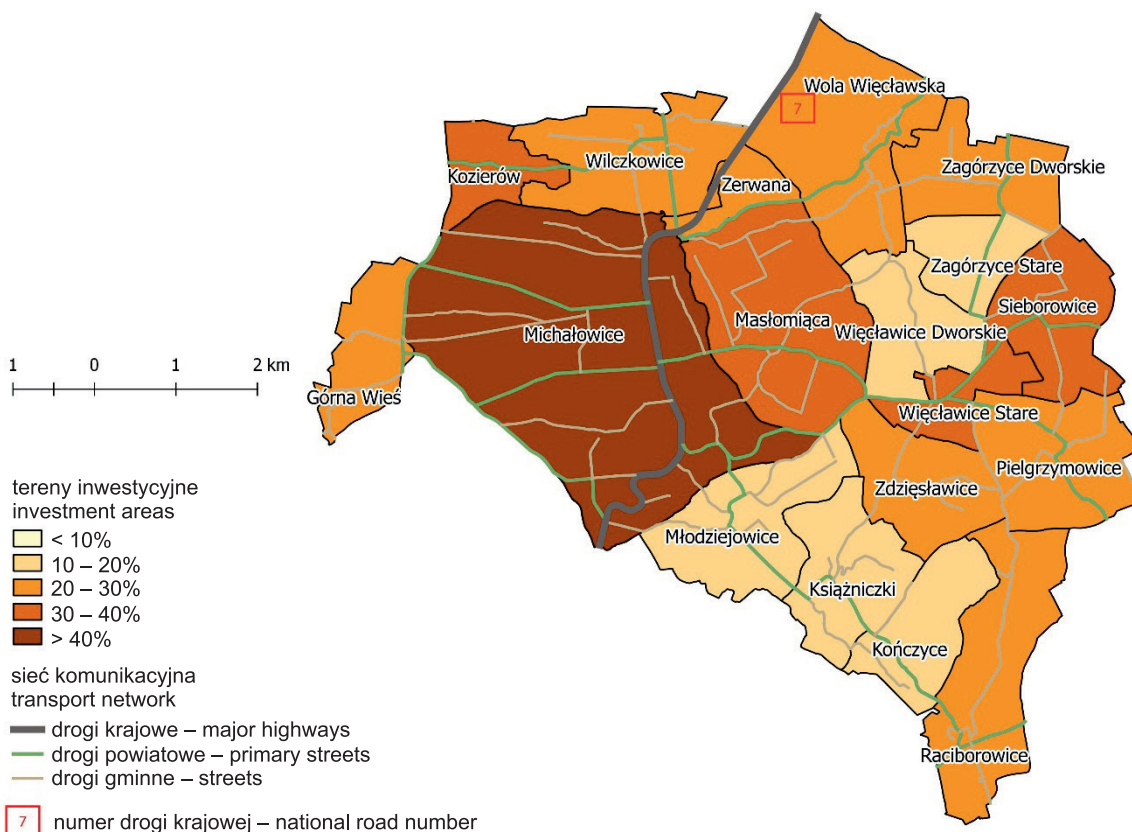 Wola Więcławska
7
Wilczkowice
Zagórzyce Dworskie
Kozierów
Zerwana
Zagórzyce Stare
Sieborowice
Masłomiąca
Michałowice
Więcławice Dworskie
1 0 1 2 km
Górna Wieś
Więcławice Stare
Pielgrzymowice
Zdzięsławice
tereny inwestycyjne
investment areas
< 10%
10 – 20%
20 – 30%
30 – 40%
> 40%
Młodziejowice
Książniczki
Kończyce
Raciborowice
sieć komunikacyjna
transport network
drogi krajowe – major highways
drogi powiatowe – primary streets
drogi gminne – streets
7 numer drogi krajowej – national road number